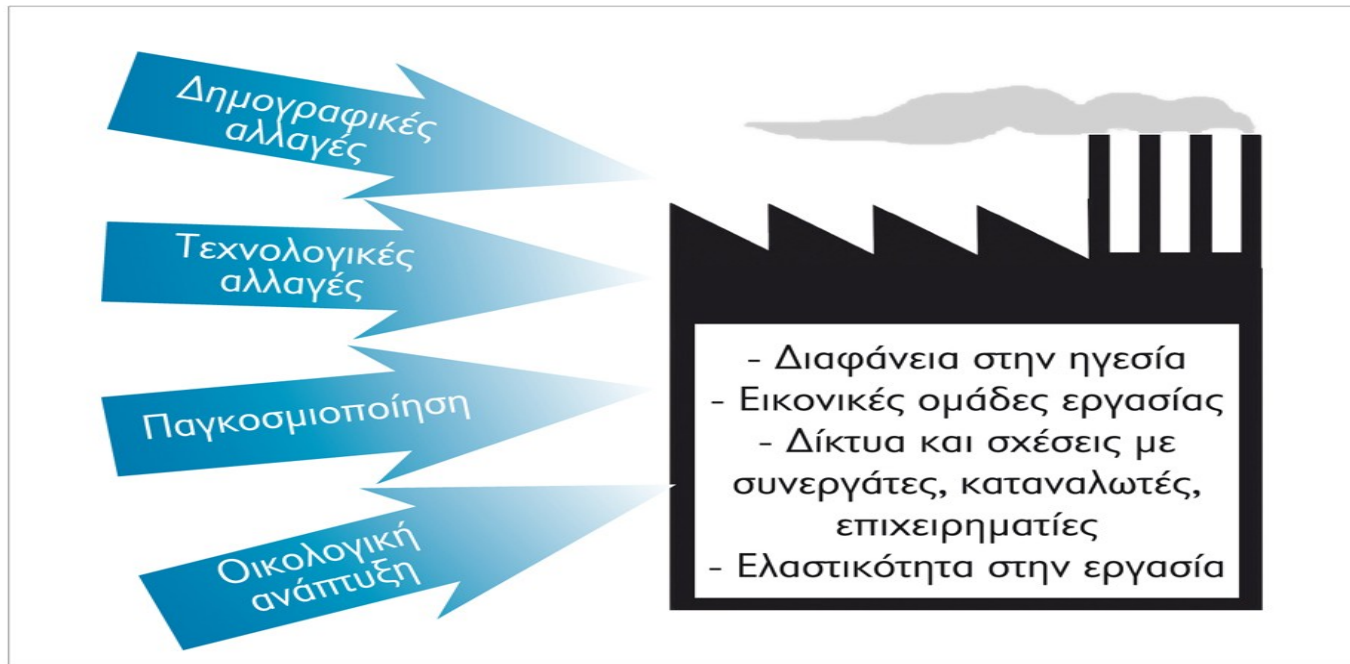 Δημογραφικές
αλλαγές
Τεχνολογικές
αλλαγές
Παγκοσμιοποίηση
Οικολογική
ανάπτυξη
- Διαφάνεια στην ηγεσία
- Εικονικές ομάδες εργασίας
- Δίκτυα και σχέσεις με
συνεργάτες, καταναλωτές,
επιχειρηματίες
- Ελαστικότητα στην εργασία